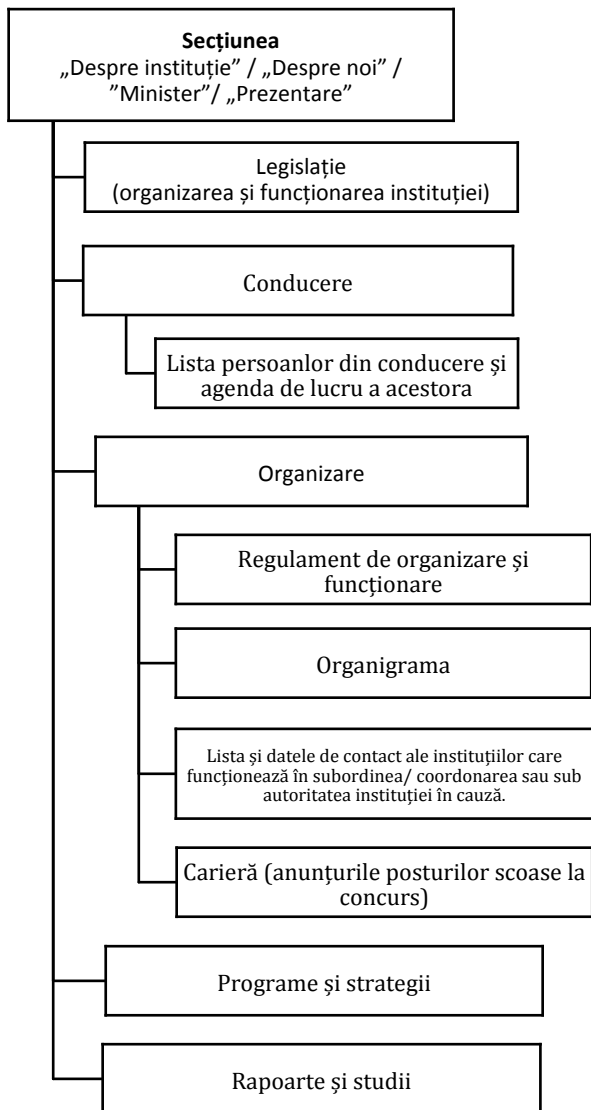 Secțiunea
„Despre instituție” / „Despre noi” /
”Minister”/ „Prezentare”
Legislație
(organizarea și funcționarea instituției)
Conducere
Lista persoanlor din conducere și
agenda de lucru a acestora
Organizare
Regulament de organizare și
funcționare
Organigrama
Lista și datele de contact ale instituțiilor care
funcționează în subordinea/ coordonarea sau sub
autoritatea instituției în cauză.
Carieră (anunțurile posturilor scoase la
concurs)
Programe și strategii
Rapoarte și studii